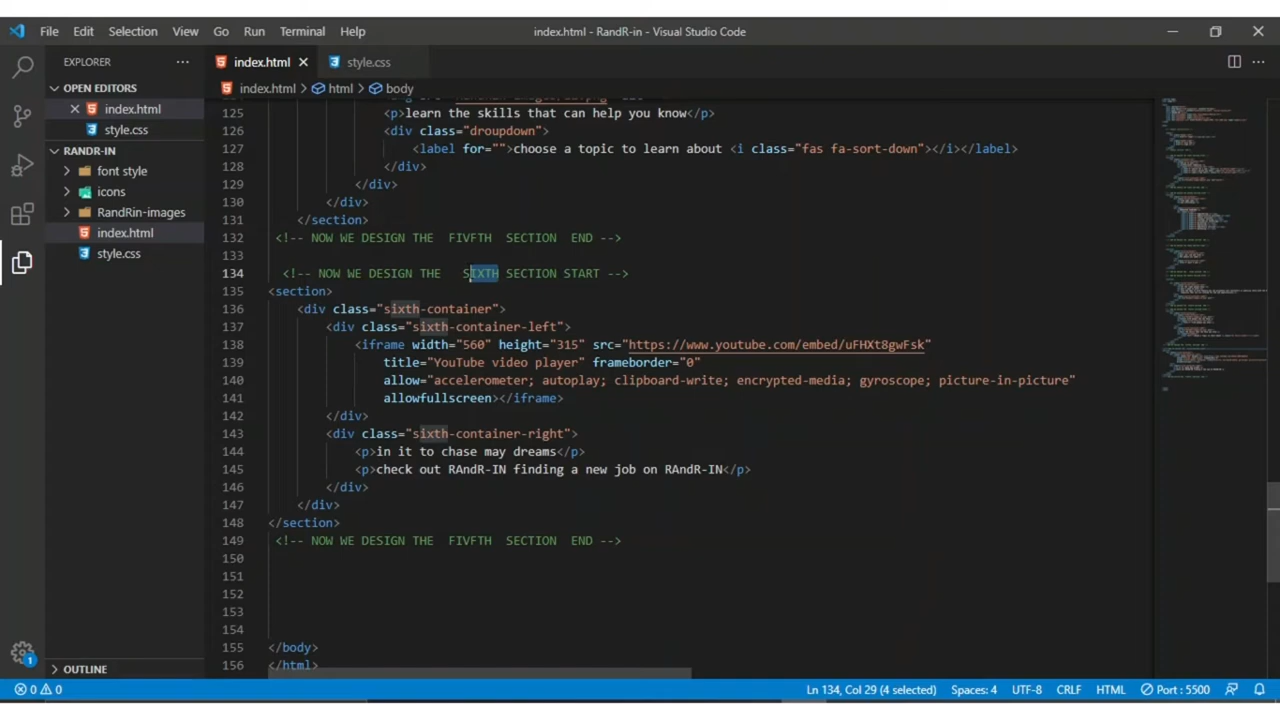 File Edit Selection View Go Run Terminal Help index.html - RandR-in - Visual Studio Code
EXPLORER
OPEN EDITORS
index.html
style.css
RANDR-IN
font style
icons
RandRin-images
index.html
style.css
OUTLINE
1
index.html style.css
index.html > html > body
125 <p>learn the skills that can help you know</p>
126 <div class="droupdown">
127 <label for="">choose a topic to learn about <i class="fas fa-sort-down"></i></label>
128 </div>
129 </div>
130 </div>
131 </section>
132 <!-- NOW WE DESIGN THE FIVFTH SECTION END -->
133
134 <!-- NOW WE DESIGN THE SIXTH SECTION START -->
135 <section>
136 <div class="sixth-container">
137 <div class="sixth-container-left">
138 <iframe width="560" height="315" src="https://www.youtube.com/embed/uFHXt8gwFsk"
139 title="YouTube video player" frameborder="0"
140 allow="accelerometer; autoplay; clipboard-write; encrypted-media; gyroscope; picture-in-picture"
141 allowfullscreen></iframe>
142 </div>
143 <div class="sixth-container-right">
144 <p>in it to chase may dreams</p>
145 <p>check out RAndR-IN finding a new job on RAndR-IN</p>
146 </div>
147 </div>
148 </section>
149 <!-- NOW WE DESIGN THE FIVFTH SECTION END -->
150
151
152
153
154
155 </body>
156 </html>
0 0 Ln 134, Col 29 (4 selected) Spaces: 4 UTF-8 CRLF HTML Port : 5500